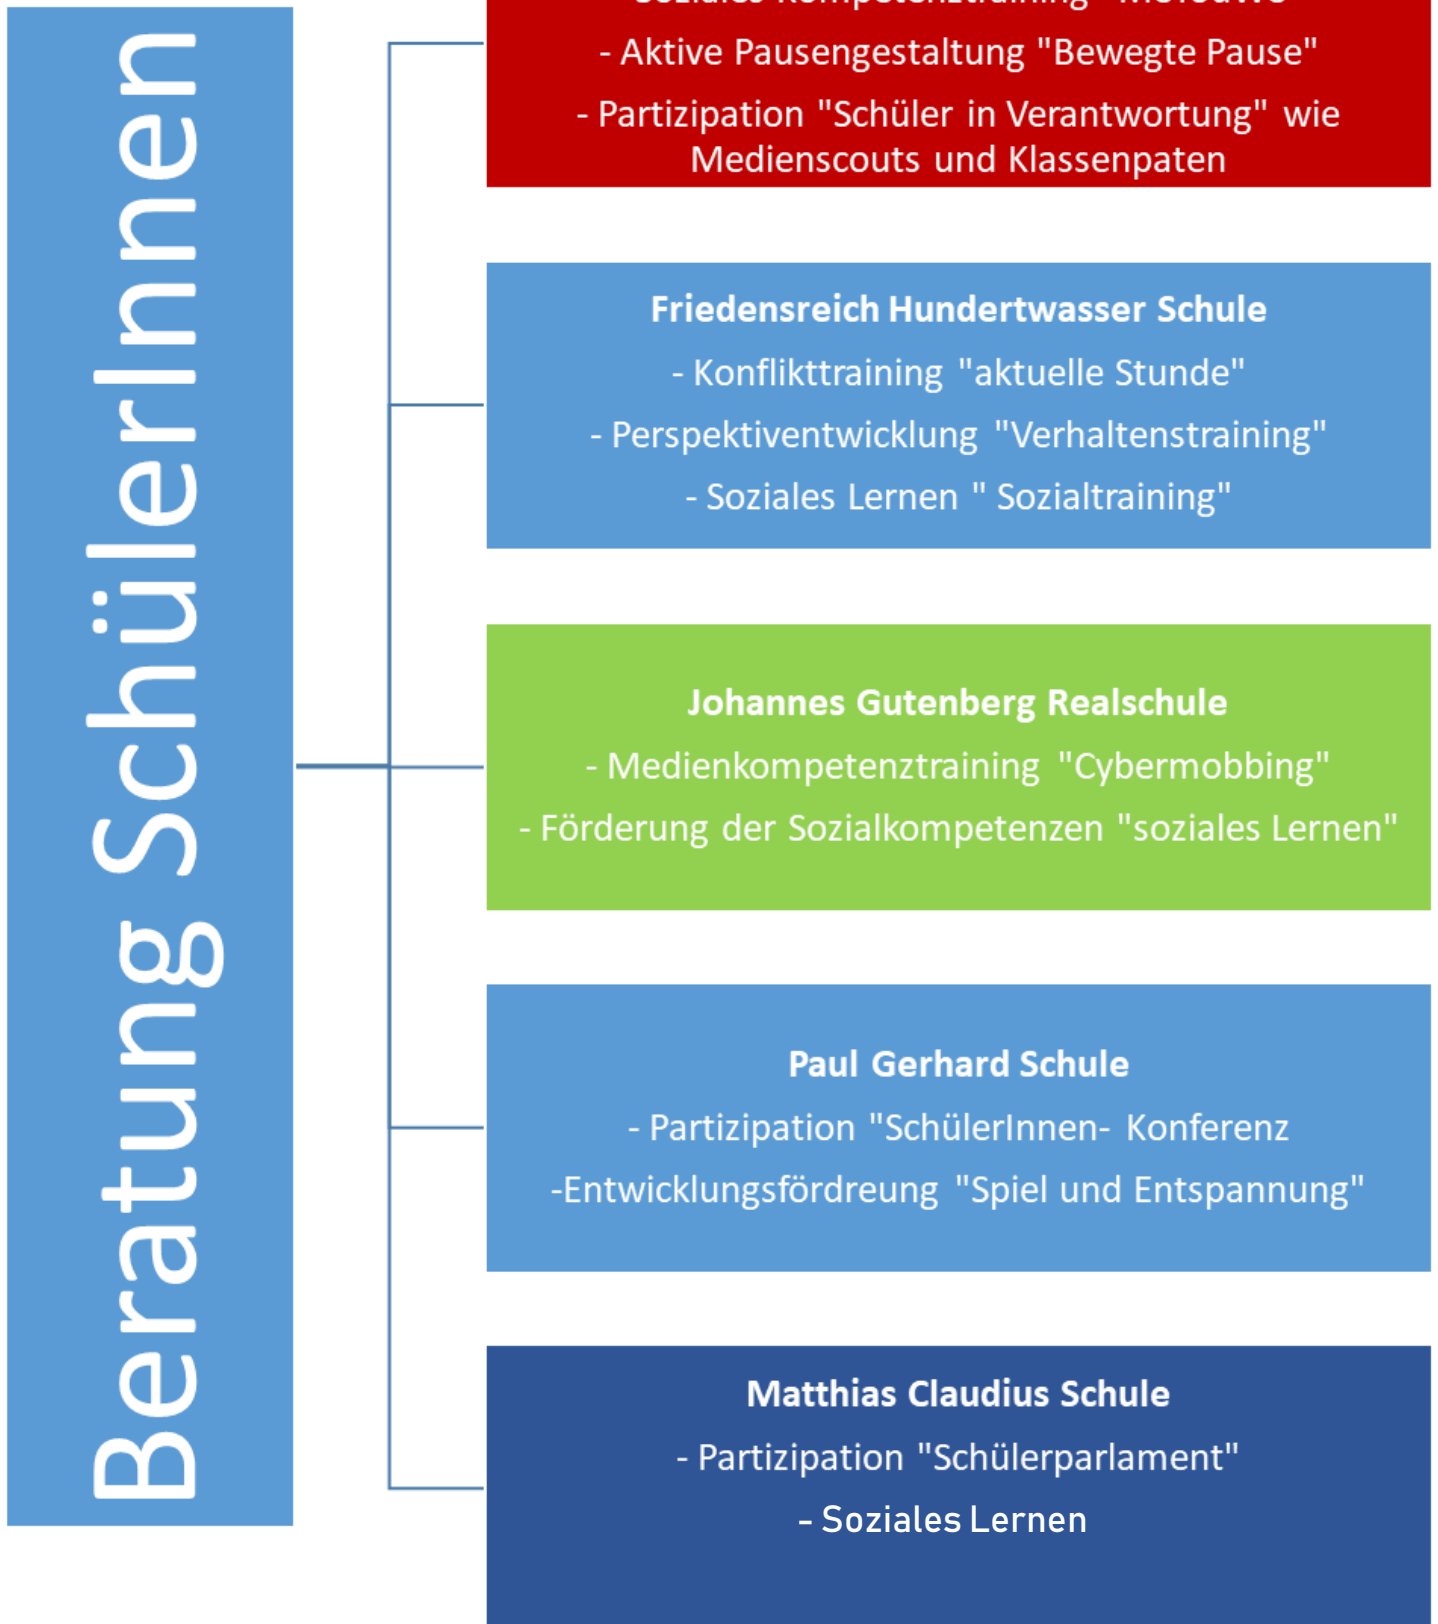 Beratung SchülerInnen
Soziales Kompetenztraining
- Aktive Pausengestaltung "Bewegte Pause"
- Partizipation "Schüler in Verantwortung" wie
Medienscouts und Klassenpaten
Friedensreich Hundertwasser Schule
- Konflikttraining "aktuelle Stunde"
- Perspektiventwicklung "Verhaltenstraining"
- Soziales Lernen " Sozialtraining"
Johannes Gutenberg Realschule
- Medienkompetenztraining "Cybermobbing"
- Förderung der Sozialkompetenzen "soziales Lernen"
Paul Gerhard Schule
- Partizipation "SchülerInnen- Konferenz
-Entwicklungsfördreung "Spiel und Entspannung"
Matthias Claudius Schule
- Partizipation "Schülerparlament"
- Soziales Lernen